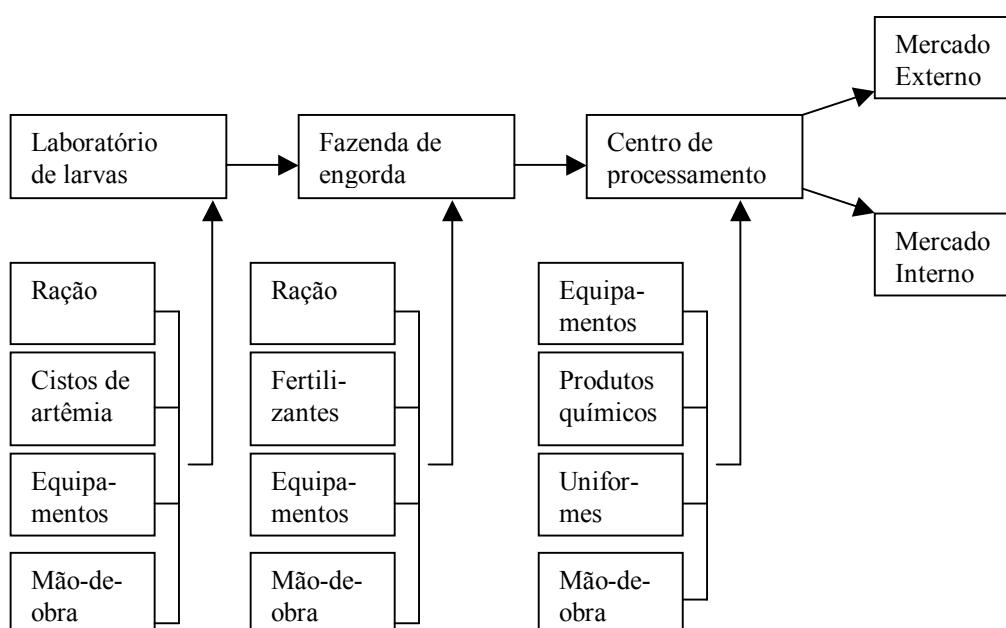 Mercado
Externo
Laboratório
de larvas
Fazenda de
engorda
Centro de
processamento
Mercado
Interno
Ração
Cistos de
artêmia
Equipa-
mentos
Mão-de-
obra
Ração
Fertili-
zantes
Equipa-
mentos
Mão-de-
obra
Equipa-
mentos
Produtos
químicos
Unifor-
mes
Mão-de-
obra